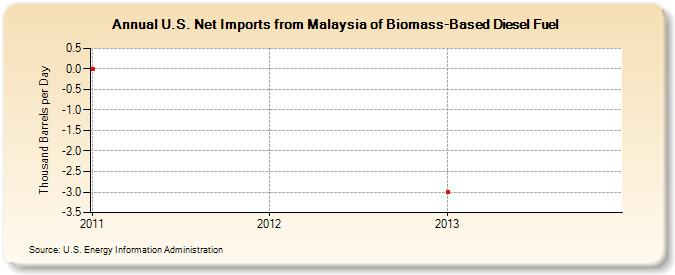 Annual U.S. Net Imports from Malaysia of Biomass-Based Diesel Fuel
Thousand Barrels per Day
0.5
0.0
-0.5
-1.0
-1.5
-2.0
-2.5
-3.0
-3.5
2011 2012 2013
Source: U.S. Energy Information Administration